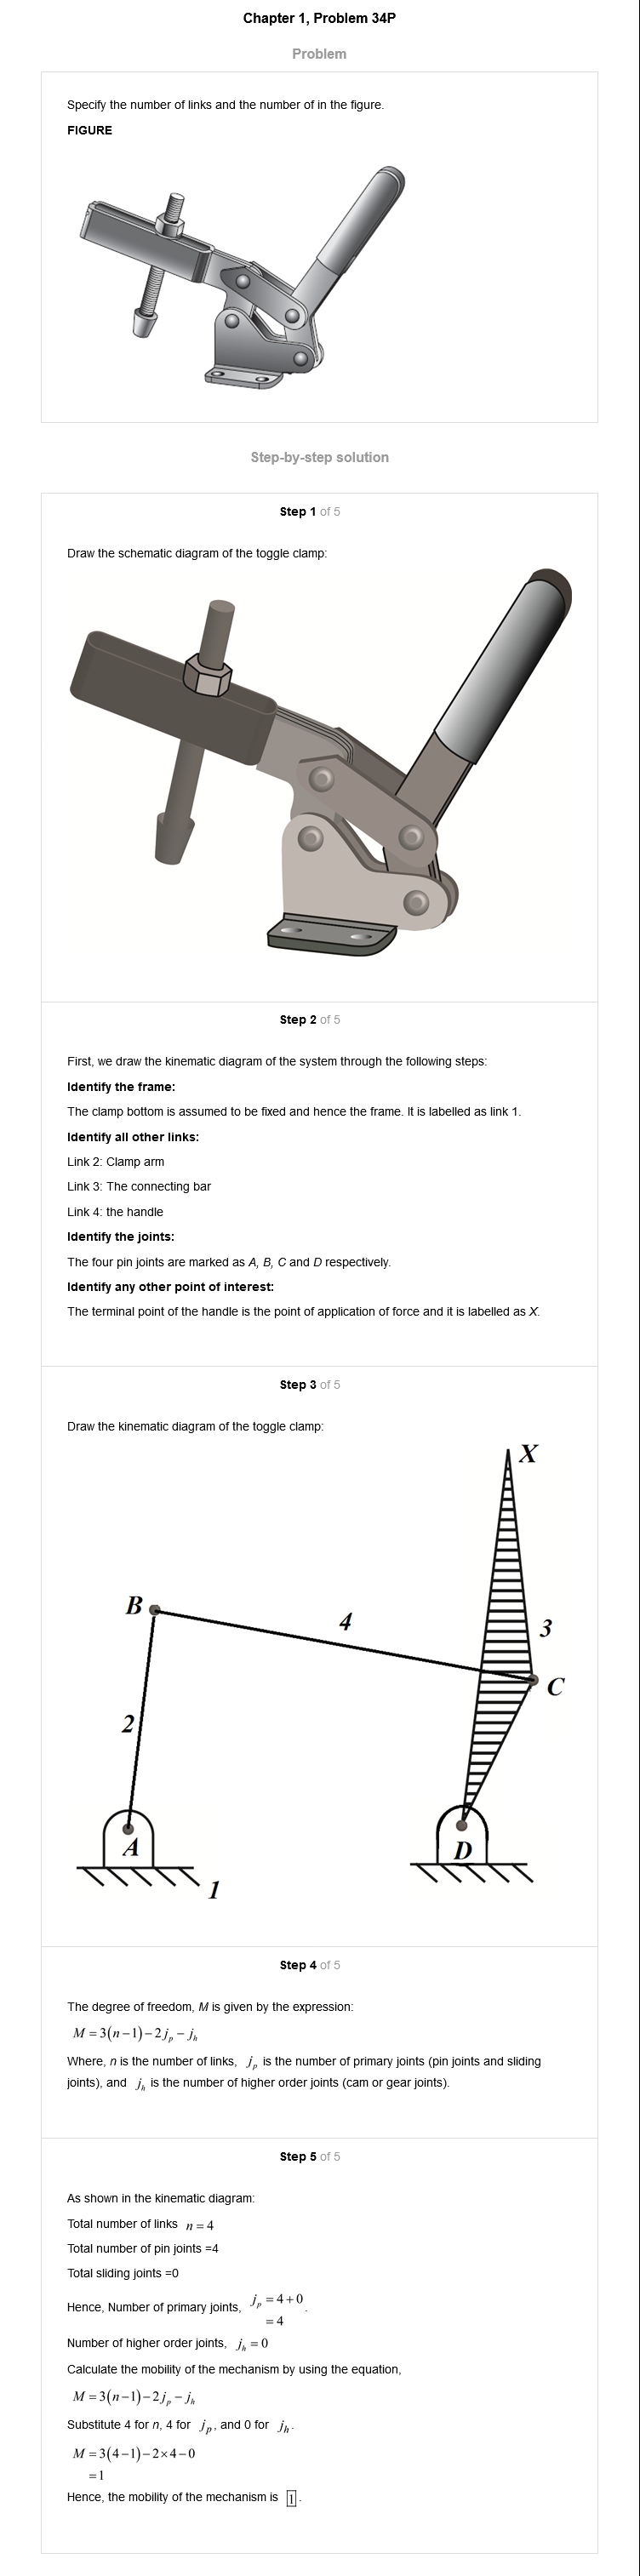 Chapter 1, Problem 34P
Problem
Specify the number of links and the number of in the figure.
FIGURE
Step-by-step solution
Step 1 of 5
Draw the schematic diagram of the toggle clamp:
Step 2 of 5
First, we draw the kinematic diagram of the system through the following steps:
Identify the frame:
The clamp bottom is assumed to be fixed and hence the frame. It is labelled as link 1.
Identify all other links:
Link 2: Clamp arm
Link 3: The connecting bar
Link 4: the handle
Identify the joints:
The four pin joints are marked as A, B, C and D respectively.
Identify any other point of interest:
The terminal point of the handle is the point of application of force and it is labelled as X.
Step 3 of 5
Draw the kinematic diagram of the toggle clamp:
X
B
4
3
C
2
A
D
1
Step 4 of 5
The degree of freedom, M is given by the expression:
M = 3(n−1)−2j_p − j_h
Where, n is the number of links, j_p is the number of primary joints (pin joints and sliding
joints), and j_h is the number of higher order joints (cam or gear joints).
Step 5 of 5
As shown in the kinematic diagram:
Total number of links n = 4
Total number of pin joints =4
Total sliding joints =0
Hence, Number of primary joints, j_p = 4+0.
= 4
Number of higher order joints, j_h = 0
Calculate the mobility of the mechanism by using the equation,
M = 3(n−1)−2j_p − j_h
Substitute 4 for n, 4 for j_p, and 0 for j_h.
M = 3(4−1)−2×4−0
= 1
Hence, the mobility of the mechanism is 1.